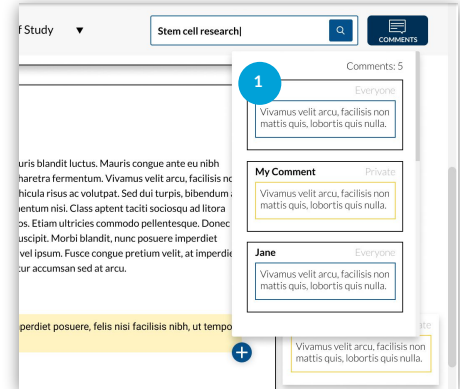 f Study ▼
Stem cell research
COMMENTS
Comments: 5
1
Everyone
Vivamus velit arcu, facilisis non
mattis quis, lobortis quis nulla.
My Comment Private
Vivamus velit arcu, facilisis non
mattis quis, lobortis quis nulla.
Jane Everyone
Vivamus velit arcu, facilisis non
mattis quis, lobortis quis nulla.
uris blandit luctus. Mauris congue ante eu nibh
haretra fermentum. Vivamus velit arcu, facilisis no
hicula risus ac volutpat. Sed dui turpis, bibendum
entum nisi. Class aptent taciti sociosqu ad litora
os. Etiam ultricies commodo pellentesque. Donec
uscipit. Morbi blandit, nunc posuere imperdiet
vel ipsum. Fusce congue pretium velit, at imperdie
ur accumsan sed at arcu.
perdiet posuere, felis nisi facilisis nibh, ut tempo
te
Vivamus velit arcu, facilisis non
mattis quis, lobortis quis nulla.